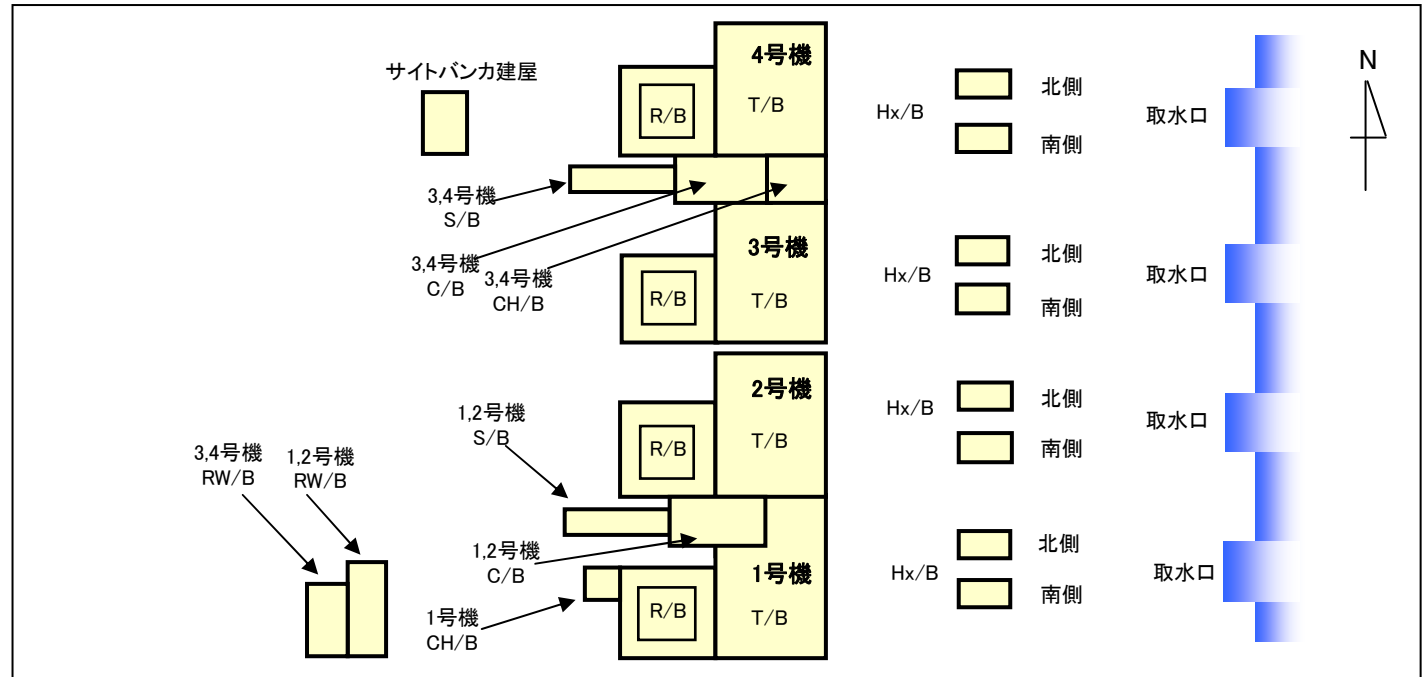 サイトバンカ建屋
4号機
R/B
T/B
Hx/B
北側
南側
取水口
N
3,4号機
S/B
3,4号機
C/B
3,4号機
CH/B
3号機
R/B
T/B
Hx/B
北側
南側
取水口
2号機
R/B
T/B
Hx/B
北側
南側
取水口
1,2号機
S/B
3,4号機
RW/B
1,2号機
RW/B
1,2号機
C/B
1号機
CH/B
1号機
R/B
T/B
Hx/B
北側
南側
取水口